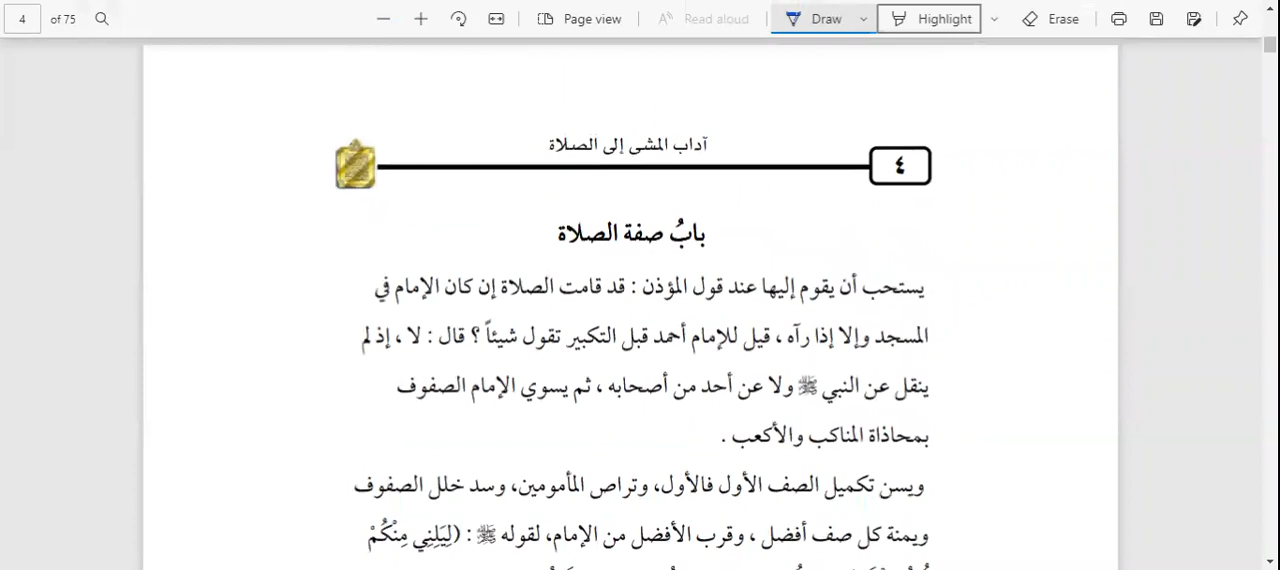 4 of 75 Page view Read aloud Draw Highlight Erase
آداب المشي إلى الصلاة
٤
بابُ صفة الصلاة
يستحب أن يقوم إليها عند قول المؤذن : قد قامت الصلاة إن كان الإمام في
المسجد وإلا إذا رآه ، قيل للإمام أحمد قبل التكبير تقول شيئاً ؟ قال : لا ، إذ لم
ينقل عن النبي ﷺ ولا عن أحد من أصحابه ، ثم يسوي الإمام الصفوف
بمحاذاة المناكب والأكعب .
ويسن تكميل الصف الأول فالأول، وتراص المأمومين، وسد خلل الصفوف
ويمنة كل صف أفضل ، وقرب الأفضل من الإمام، لقوله ﷺ : (لِيَلِنِي مِنْكُمْ